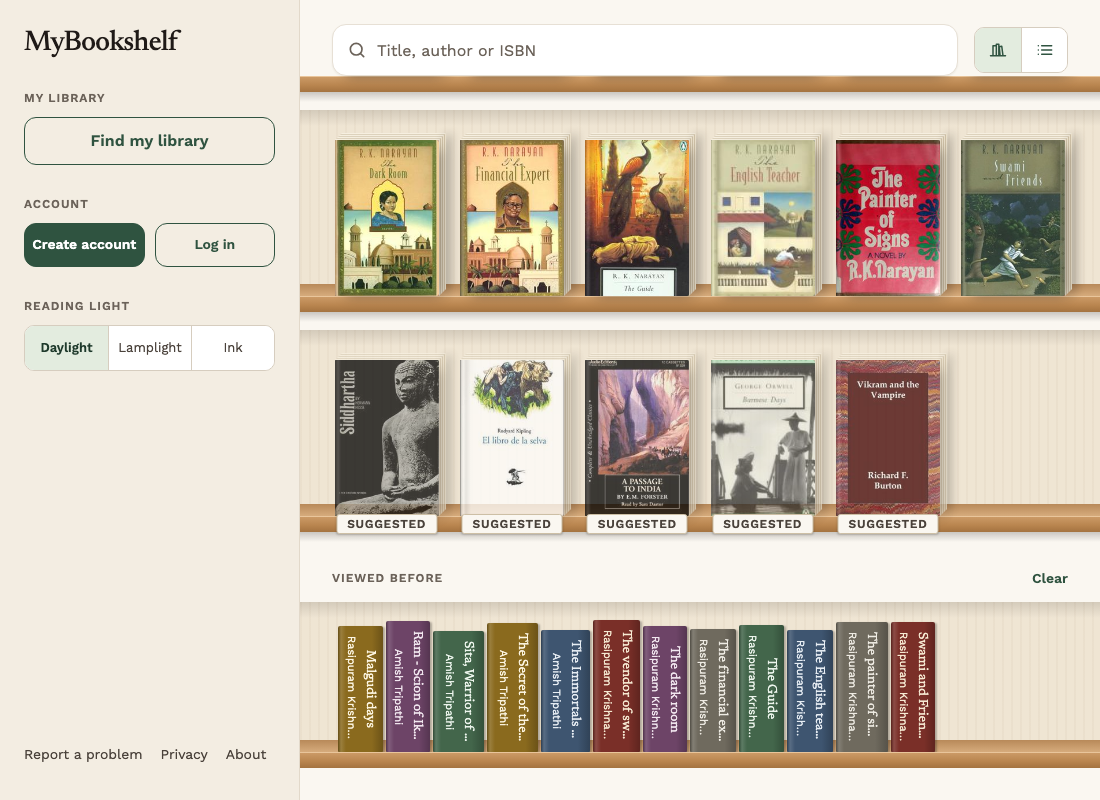 MyBookshelf
MY LIBRARY
Find my library
ACCOUNT
Create account
Log in
READING LIGHT
Daylight
Lamplight
Ink
Report a problem
Privacy
About
Title, author or ISBN
R. K. NARAYAN
The
Dark Room
R. K. NARAYAN
The
Financial Expert
R. K. NARAYAN
The Guide
R. K. NARAYAN
The
English Teacher
The
Painter
of
Signs
A NOVEL BY
R.K.Narayan
R. K. NARAYAN
Swami
and Friends
Siddhartha
Rudyard Kipling
El libro de la selva
A PASSAGE
TO INDIA
BY E.M. FORSTER
Read by Sam Dastor
GEORGE ORWELL
Burmese Days
Vikram and the
Vampire
Richard F.
Burton
SUGGESTED
SUGGESTED
SUGGESTED
SUGGESTED
SUGGESTED
VIEWED BEFORE
Clear
Malgudi days
Rasipuram Krishn...
Ram - Scion of Ik...
Amish Tripathi
Sita, Warrior of ...
Amish Tripathi
The Secret of the...
Amish Tripathi
The Immortals ...
Amish Tripathi
The vendor of sw...
Rasipuram Krishna...
The dark room
Rasipuram Krishn...
The financial ex...
Rasipuram Krish...
The Guide
Rasipuram Krishn...
The English tea...
Rasipuram Krish...
The painter of si...
Rasipuram Krishna...
Swami and Frien...
Rasipuram Krishna...